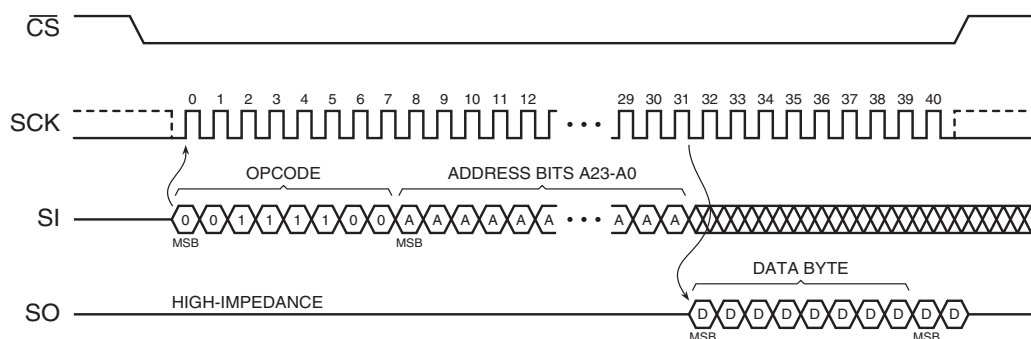 CS
0 1 2 3 4 5 6 7 8 9 10 11 12 29 30 31 32 33 34 35 36 37 38 39 40
SCK
OPCODE ADDRESS BITS A23-A0
SI 0 0 1 1 1 1 0 0 A A A A A A A A A
MSB MSB
DATA BYTE
HIGH-IMPEDANCE
SO D D D D D D D D D D
MSB MSB